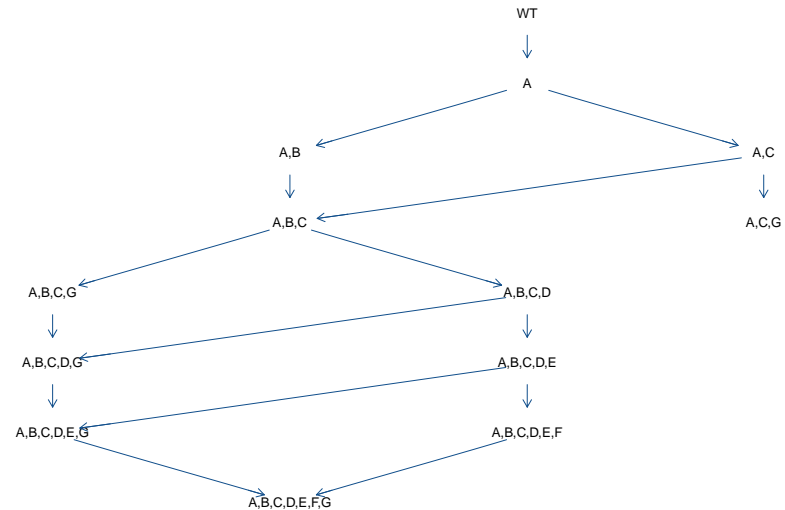 WT
A
A,B
A,C
A,B,C
A,C,G
A,B,C,G
A,B,C,D
A,B,C,D,G
A,B,C,D,E
A,B,C,D,E,G
A,B,C,D,E,F
A,B,C,D,E,F,G